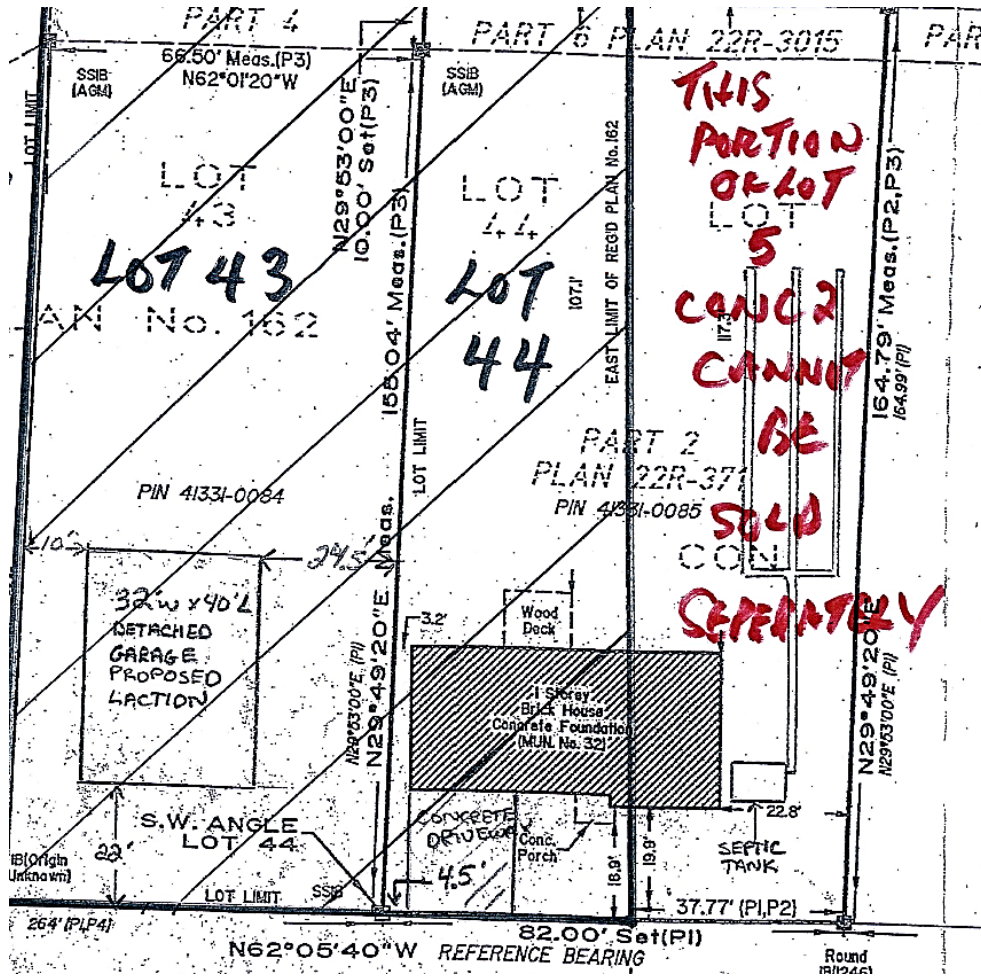 PART 4
PART 6 PLAN 22R-3015
PAR
66.50' Meas.(P3)
N62°01'20"W
SSIB
(AGM)
SSIB
(AGM)
LOT LIMIT
N29°53'00"E
10.00' Set(P3)
LOT
43
LOT 43
LAN No. 162
LOT
44
LOT
44
107.1'
EAST LIMIT OF REG'D PLAN No.162
THIS
PORTION
OF LOT
LOT
5
CONC 2
CANNOT
BE
SOLD
SEPERATELY
117.3'
164.79' Meas.(P2,P3)
164.99' (P1)
155.04' Meas.(P3)
LOT LIMIT
PART 2
PLAN 22R-371
PIN 41331-0084
PIN 41331-0085
CON
10'
24.5'
Meas.
32'W x 40'L
DETACHED
GARAGE
PROPOSED
LACTION
3.2'
Wood
Deck
1 Storey
Brick House
Concrete Foundation
(MUN. No. 32)
N29°49'20"E
N29°53'00"E (P1)
N29°49'20"E
N29°53'00"E (P1)
22'
S.W. ANGLE
LOT 44
CONCRETE
DRIVEWAY
Conc.
Porch
4.5'
18.9'
19.9'
22.8'
SEPTIC
TANK
IB(Origin
Unknown)
LOT LIMIT
SSIB
37.77' (P1,P2)
264' (P1,P4)
82.00' Set(P1)
N62°05'40"W REFERENCE BEARING
Round
IB(1246)